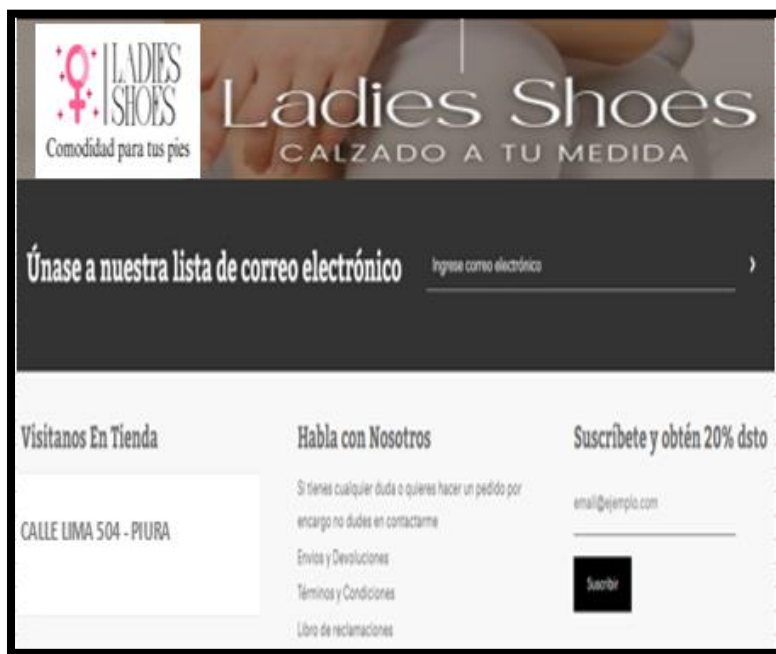 LADIES
SHOES
Comodidad para tus pies
Ladies Shoes
CALZADO A TU MEDIDA
Únase a nuestra lista de correo electrónico
Ingrese correo electrónico
Visitanos En Tienda
CALLE LIMA 504 - PIURA
Habla con Nosotros
Si tienes cualquier duda o quieres hacer un pedido por
encargo no dudes en contactarme
Envios y Devoluciones
Términos y Condiciones
Libro de reclamaciones
Suscríbete y obtén 20% dsto
email@ejemplo.com
Suscribir